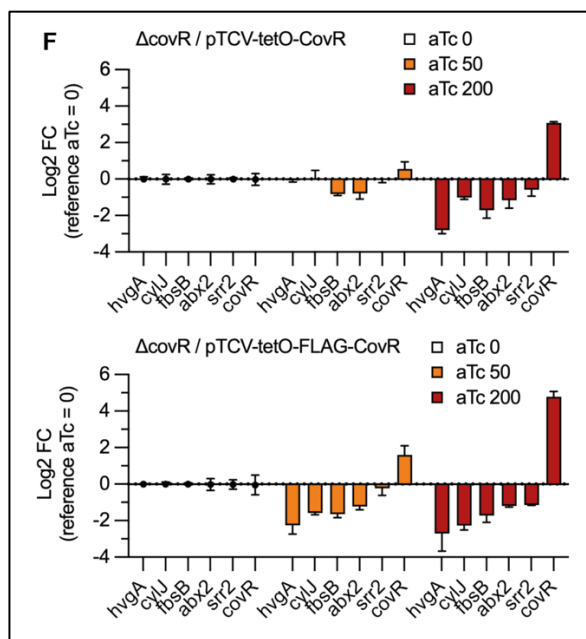 F
ΔcovR / pTCV-tetO-CovR
aTc 0
aTc 50
aTc 200
Log2 FC
(reference aTc = 0)
6
4
2
0
-2
-4
hvgA cylJ fbsB abx2 srr2 covR hvgA cylJ fbsB abx2 srr2 covR hvgA cylJ fbsB abx2 srr2 covR
ΔcovR / pTCV-tetO-FLAG-CovR
aTc 0
aTc 50
aTc 200
Log2 FC
(reference aTc = 0)
6
4
2
0
-2
-4
hvgA cylJ fbsB abx2 srr2 covR hvgA cylJ fbsB abx2 srr2 covR hvgA cylJ fbsB abx2 srr2 covR